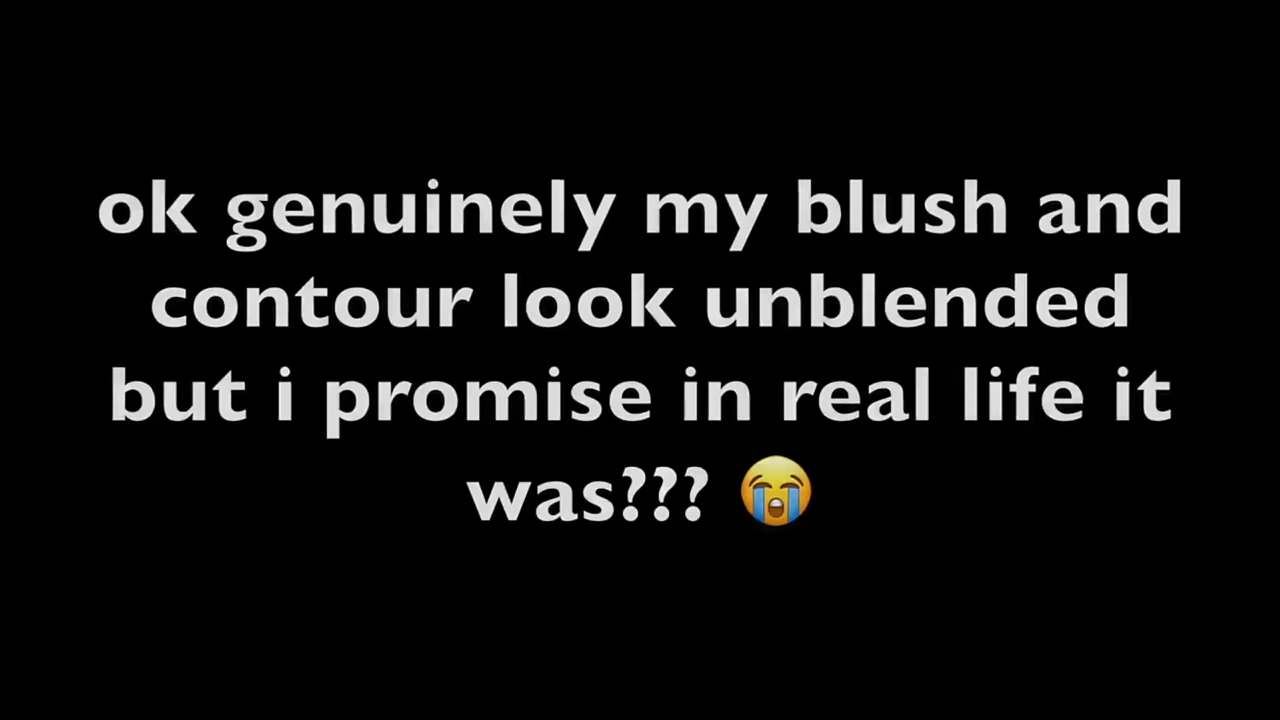 ok genuinely my blush and
contour look unblended
but i promise in real life it
was??? 😭